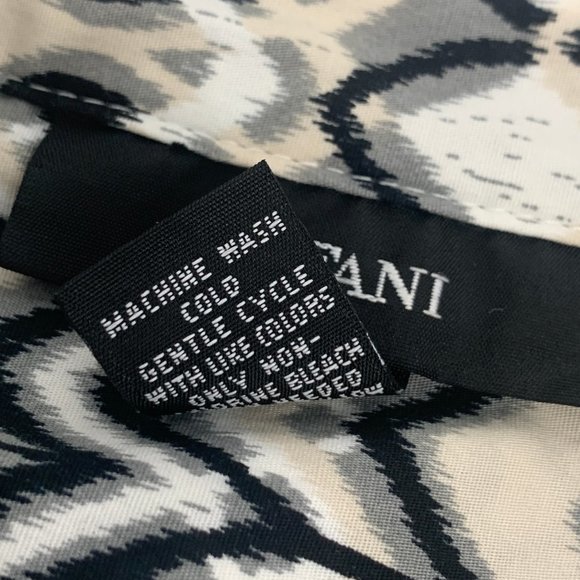 MACHINE WASH
COLD
GENTLE CYCLE
WITH LIKE COLORS
ONLY NON-
BLEACH
TANI